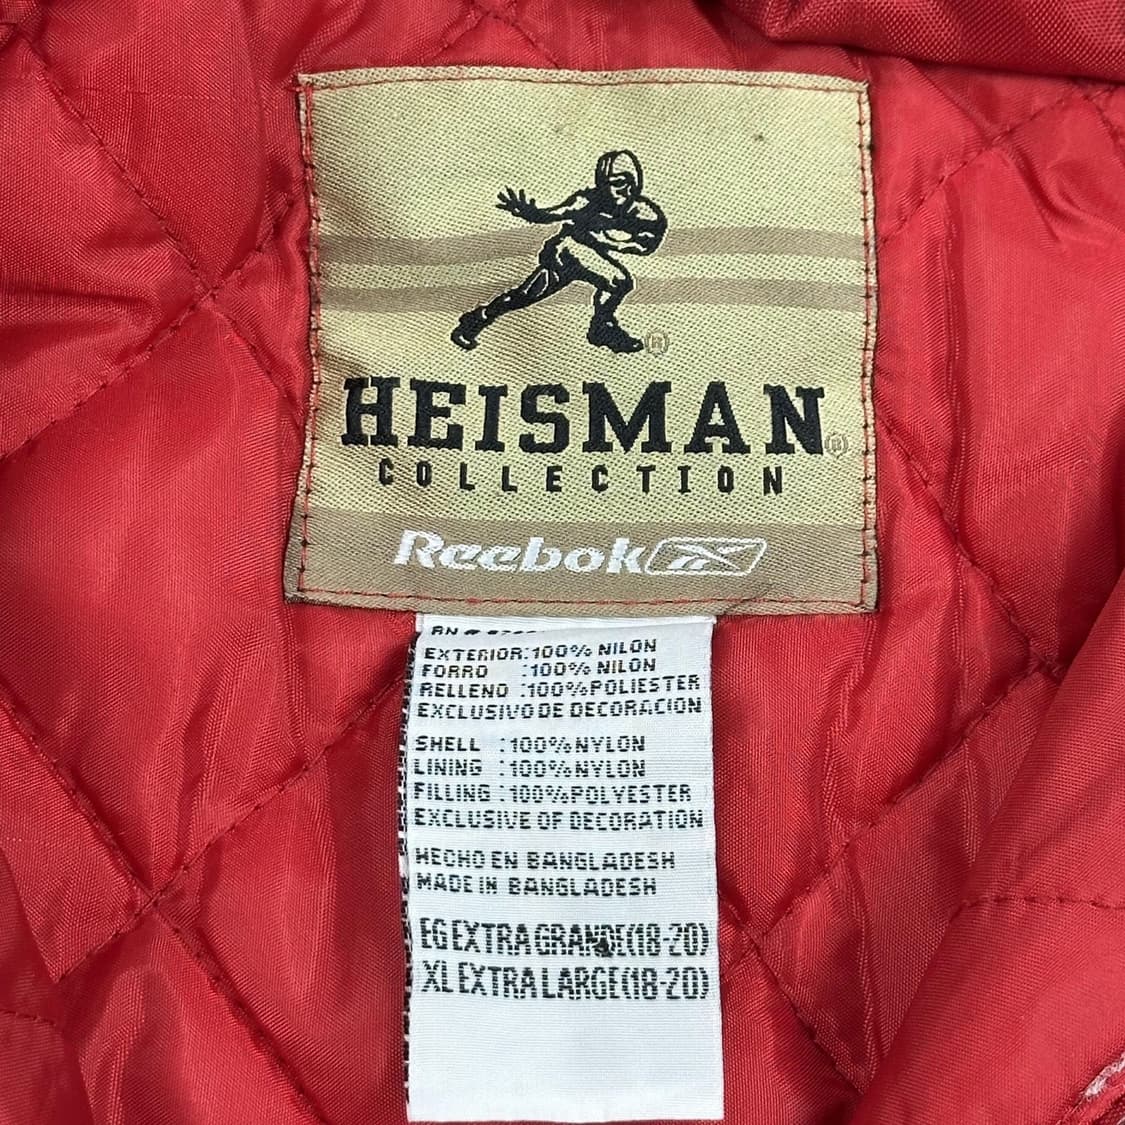 ®
HEISMAN®
COLLECTION
Reebok
RN #
EXTERIOR:100% NILON
FORRO :100% NILON
RELLENO :100%POLIESTER
EXCLUSIVO DE DECORACION
SHELL :100%NYLON
LINING :100%NYLON
FILLING :100%POLYESTER
EXCLUSIVE OF DECORATION
HECHO EN BANGLADESH
MADE IN BANGLADESH
EG EXTRA GRANDE(18-20)
XL EXTRA LARGE(18-20)